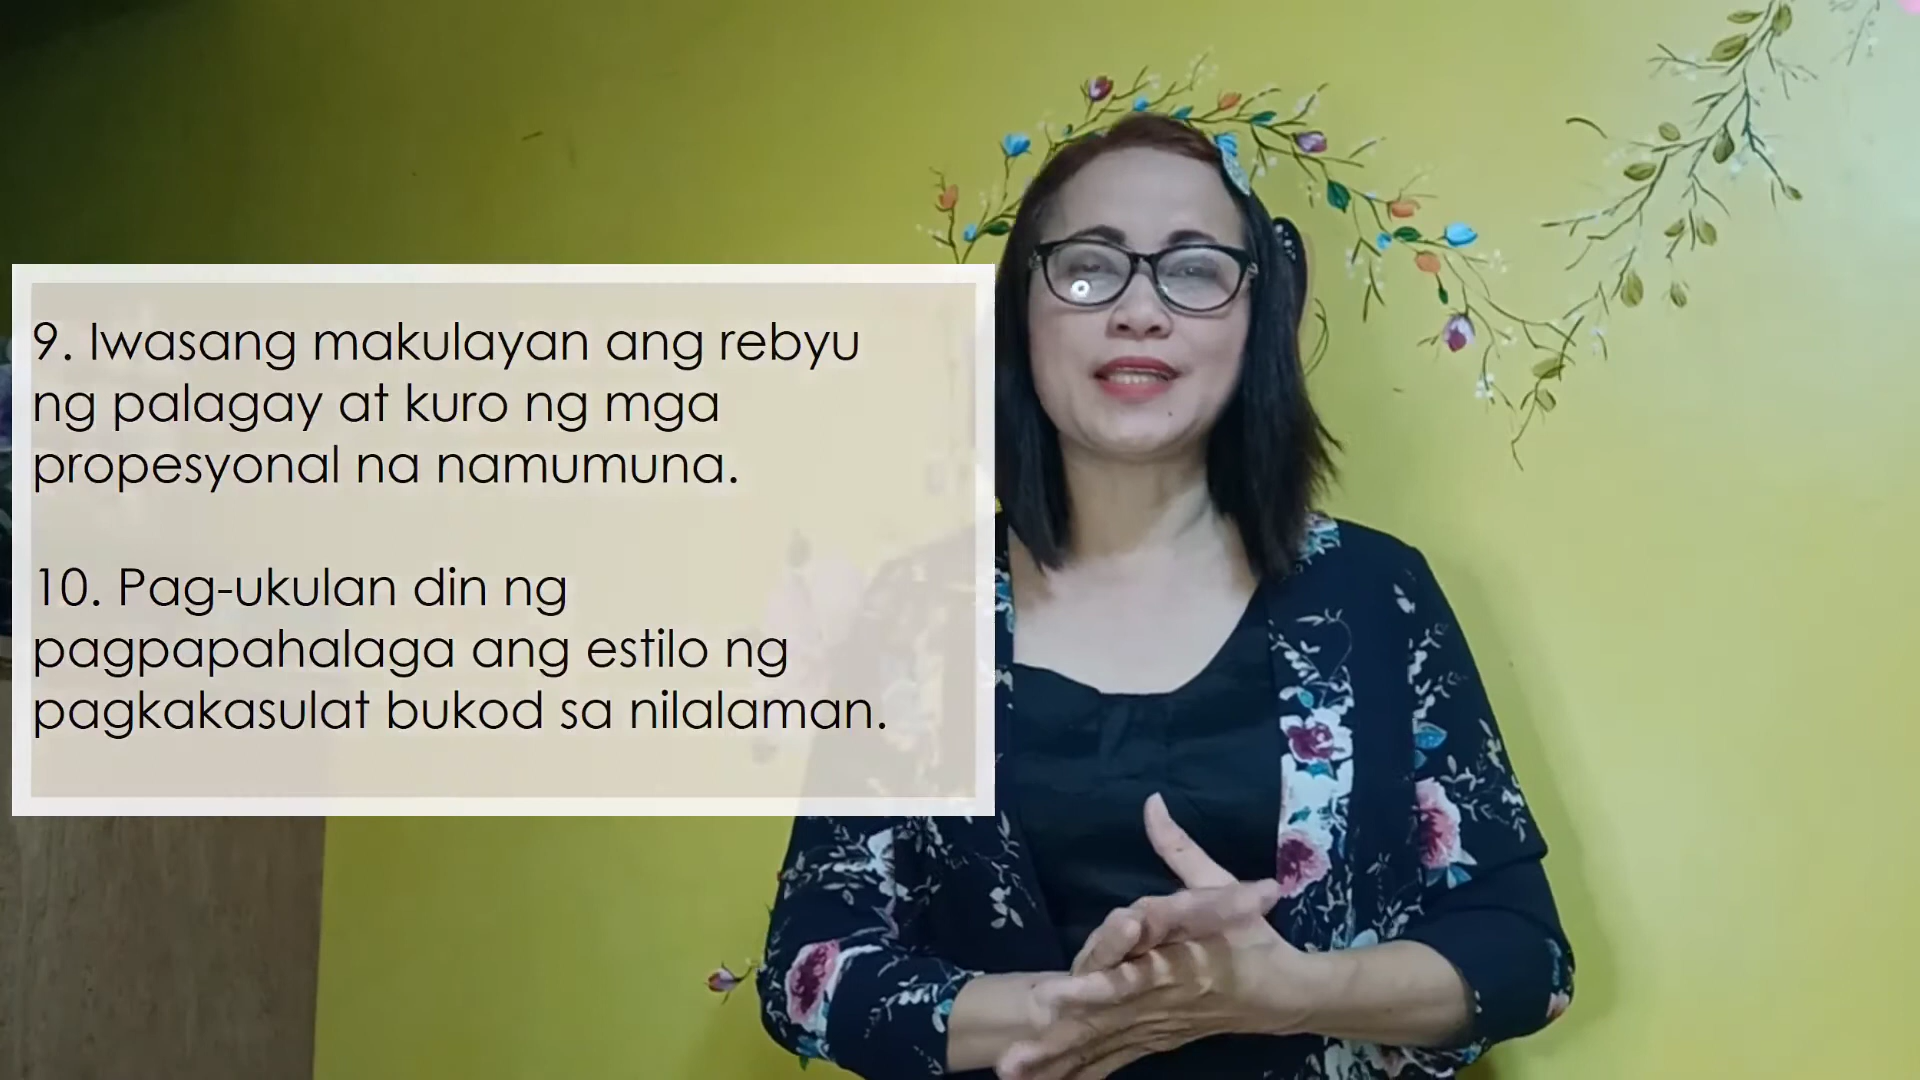 9. Iwasang makulayan ang rebyu
ng palagay at kuro ng mga
propesyonal na namumuna.
10. Pag-ukulan din ng
pagpapahalaga ang estilo ng
pagkakasulat bukod sa nilalaman.